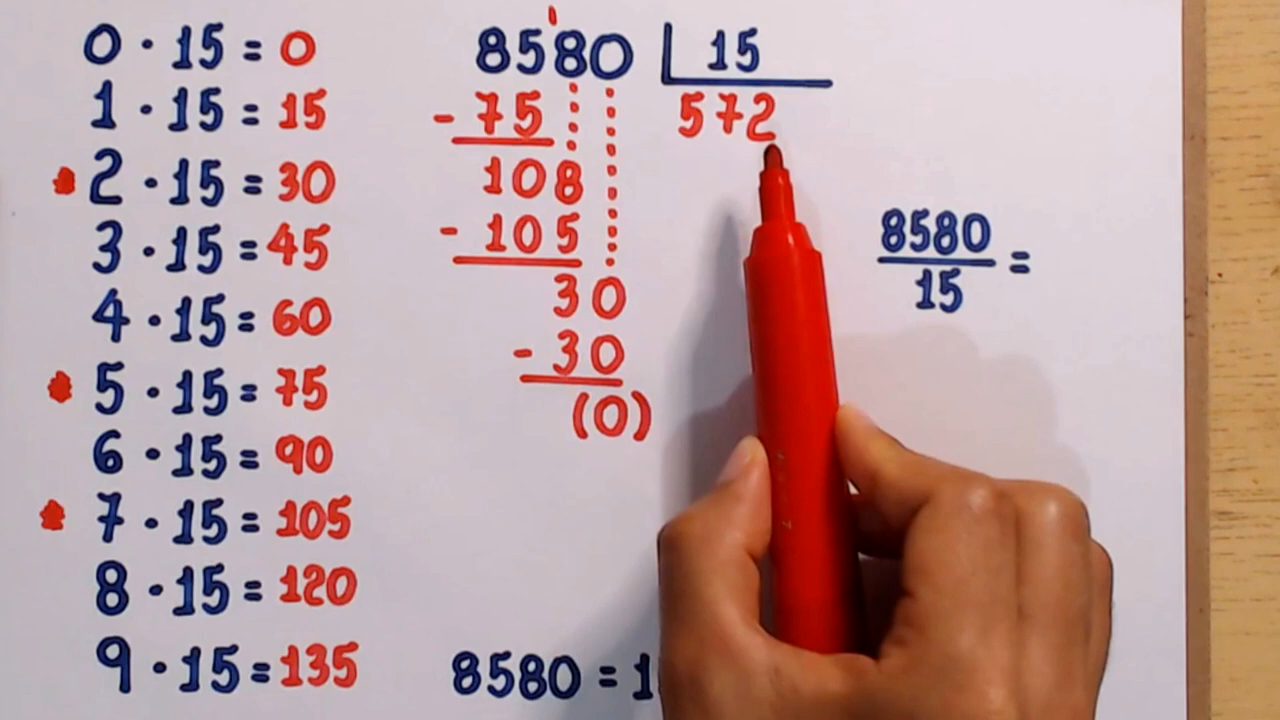 0 · 15 = 0
1 · 15 = 15
2 · 15 = 30
3 · 15 = 45
4 · 15 = 60
5 · 15 = 75
6 · 15 = 90
7 · 15 = 105
8 · 15 = 120
9 · 15 = 135
1
8580 15
- 75 572
108
- 105
30
- 30
(0)
8580 = 1
8580
15 =